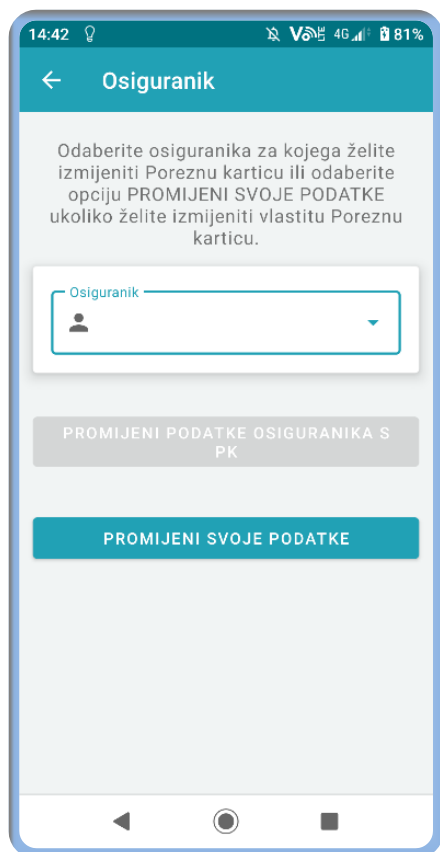 14:42 4G 81%
Osiguranik
Odaberite osiguranika za kojega želite
izmijeniti Poreznu karticu ili odaberite
opciju PROMIJENI SVOJE PODATKE
ukoliko želite izmijeniti vlastitu Poreznu
karticu.
Osiguranik
PROMIJENI PODATKE OSIGURANIKA S
PK
PROMIJENI SVOJE PODATKE